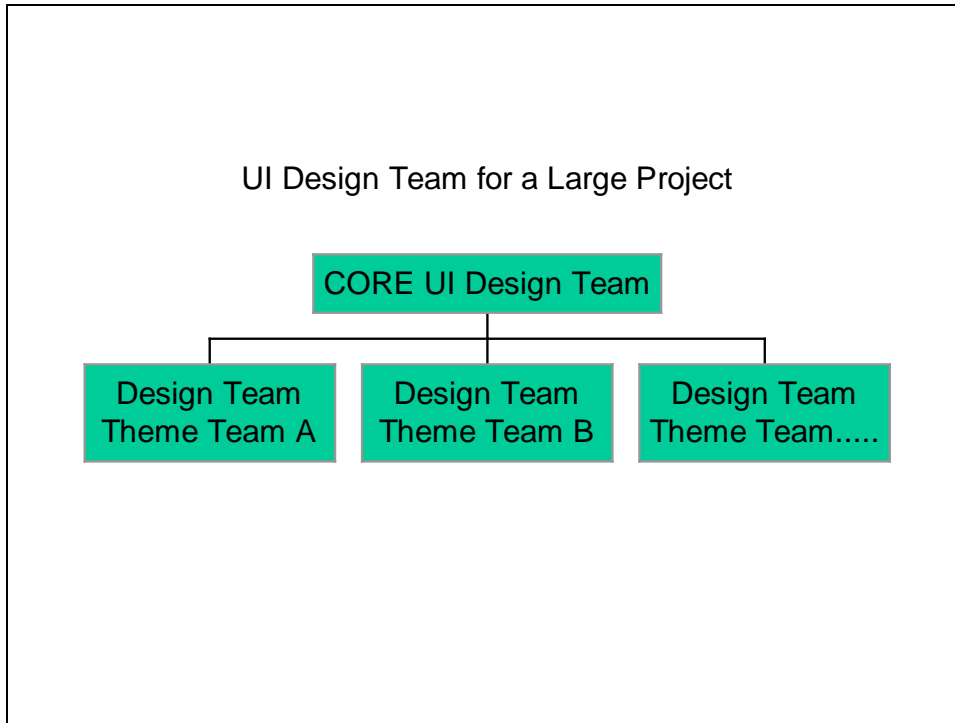 UI Design Team for a Large Project
CORE UI Design Team
Design Team
Theme Team A
Design Team
Theme Team B
Design Team
Theme Team.....